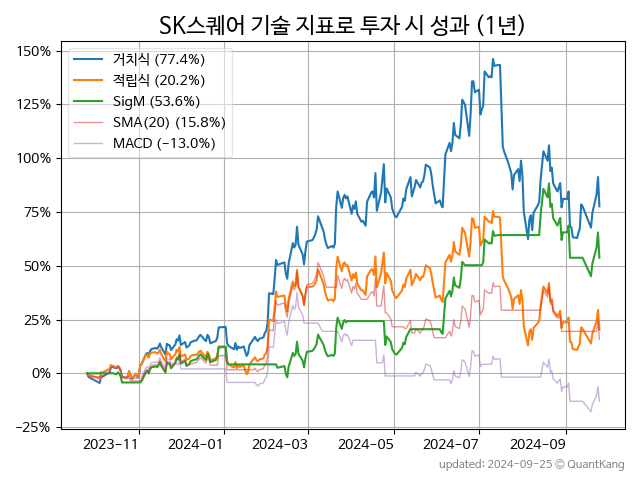 SK스퀘어 기술 지표로 투자 시 성과 (1년)
150%
125%
100%
75%
50%
25%
0%
−25%
거치식 (77.4%)
적립식 (20.2%)
SigM (53.6%)
SMA(20) (15.8%)
MACD (−13.0%)
2023-11
2024-01
2024-03
2024-05
2024-07
2024-09
updated: 2024-09-25 © QuantKang